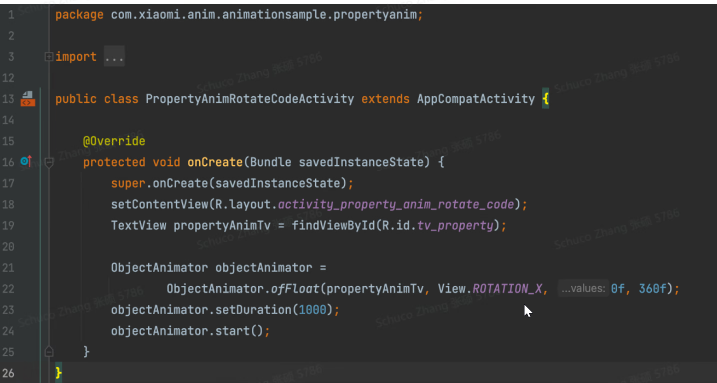 1 package com.xiaomi.anim.animationsample.propertyanim;
2
3 import ...
12
13 public class PropertyAnimRotateCodeActivity extends AppCompatActivity {
14
15 @Override
16 protected void onCreate(Bundle savedInstanceState) {
17 super.onCreate(savedInstanceState);
18 setContentView(R.layout.activity_property_anim_rotate_code);
19 TextView propertyAnimTv = findViewById(R.id.tv_property);
20
21 ObjectAnimator objectAnimator =
22 ObjectAnimator.ofFloat(propertyAnimTv, View.ROTATION_X, ...values: 0f, 360f);
23 objectAnimator.setDuration(1000);
24 objectAnimator.start();
25 }
26 }